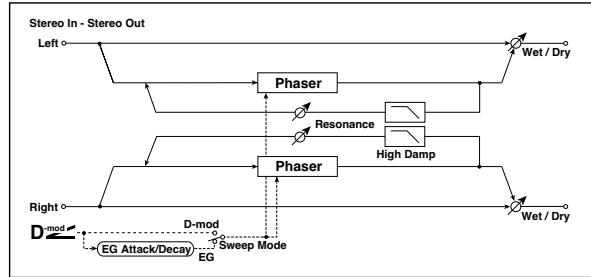 Stereo In - Stereo Out
Left
Wet / Dry
Phaser
Resonance
High Damp
Phaser
Right
Wet / Dry
D-mod
D-mod
Sweep Mode
EG Attack/Decay
EG